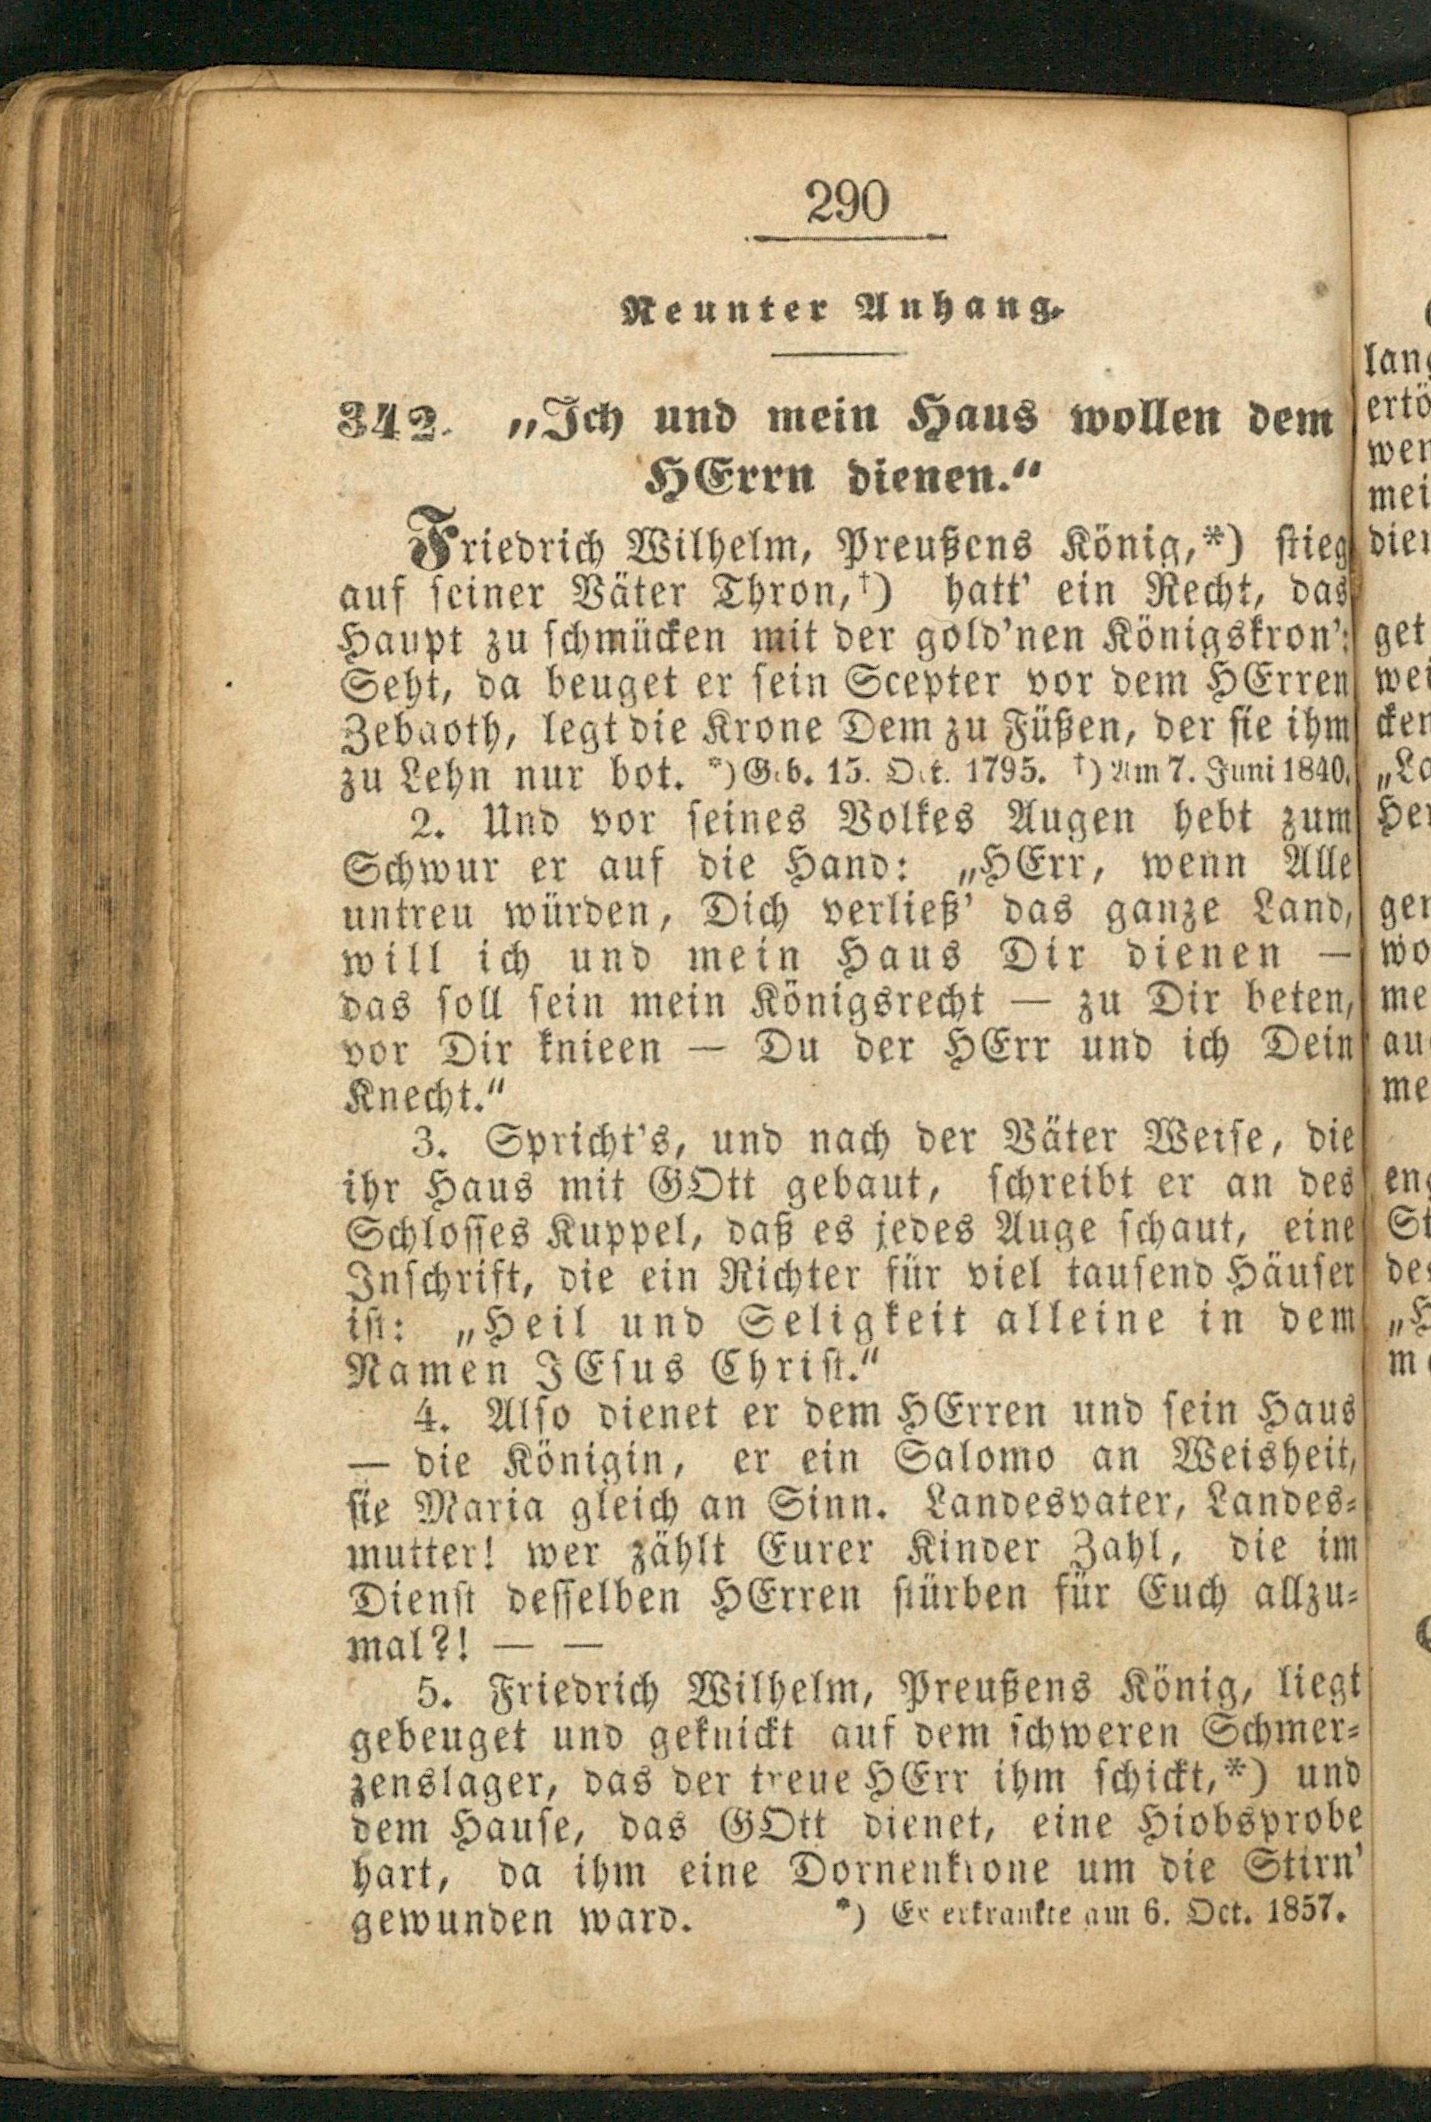 290
Neunter Anhang.
342. „Ich und mein Haus wollen dem
HErrn dienen.“
Friedrich Wilhelm, Preußens König,*) stieg
auf seiner Väter Thron,†) hatt' ein Recht, das
Haupt zu schmücken mit der gold'nen Königskron':
Seht, da beuget er sein Scepter vor dem HErren
Zebaoth, legt die Krone Dem zu Füßen, der sie ihm
zu Lehn nur bot. *) Geb. 15. Oct. 1795. †) Am 7. Juni 1840.
2. Und vor seines Volkes Augen hebt zum
Schwur er auf die Hand: „HErr, wenn Alle
untreu würden, Dich verließ' das ganze Land,
will ich und mein Haus Dir dienen —
das soll sein mein Königsrecht — zu Dir beten,
vor Dir knieen — Du der HErr und ich Dein
Knecht.“
3. Spricht's, und nach der Väter Weise, die
ihr Haus mit GOtt gebaut, schreibt er an des
Schlosses Kuppel, daß es jedes Auge schaut, eine
Inschrift, die ein Richter für viel tausend Häuser
ist: „Heil und Seligkeit alleine in dem
Namen JEsus Christ.“
4. Also dienet er dem HErren und sein Haus
— die Königin, er ein Salomo an Weisheit,
sie Maria gleich an Sinn. Landesvater, Landes-
mutter! wer zählt Eurer Kinder Zahl, die im
Dienst desselben HErren stürben für Euch allzu-
mal?! — —
5. Friedrich Wilhelm, Preußens König, liegt
gebeuget und geknickt auf dem schweren Schmer-
zenslager, das der treue HErr ihm schickt,*) und
dem Hause, das GOtt dienet, eine Hiobsprobe
hart, da ihm eine Dornenkrone um die Stirn'
gewunden ward. *) Er erkrankte am 6. Oct. 1857.